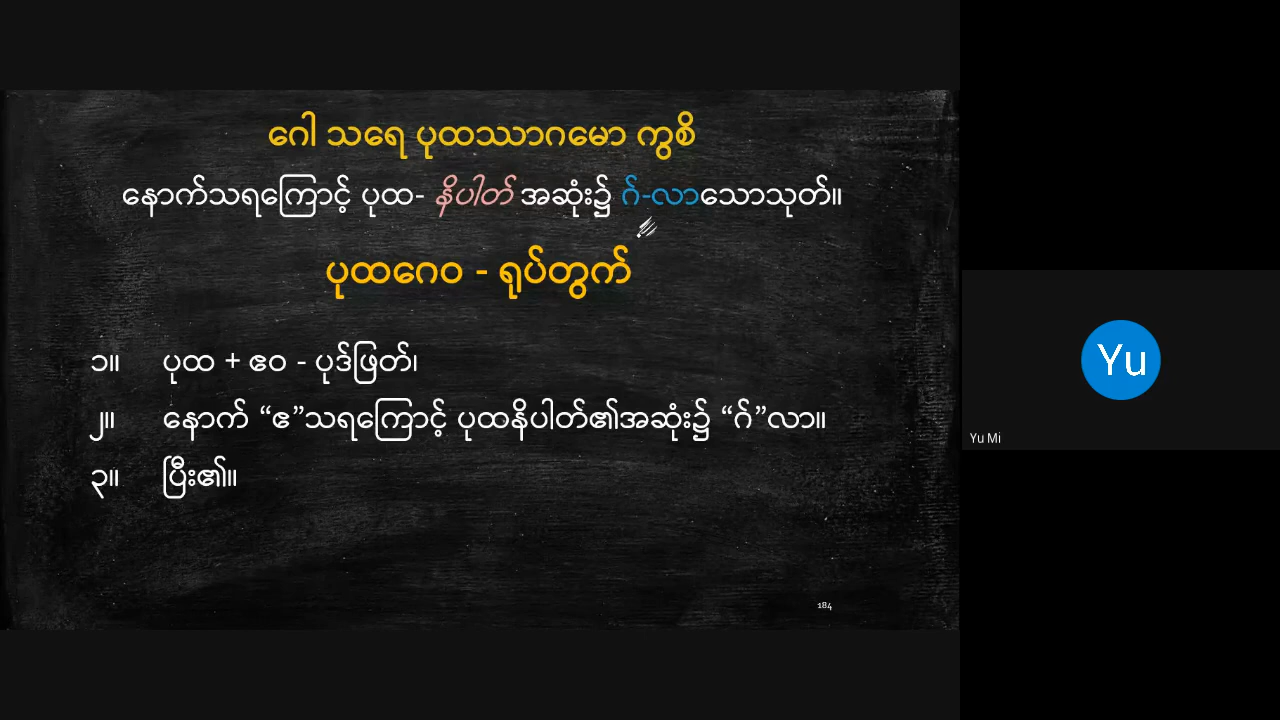 ဂေါ သရေ ပုထဿာဂမော ကွစိ
နောက်သရကြောင့် ပုထ- နိပါတ် အဆုံး၌ ဂ်-လာသောသုတ်။
ပုထဂေဝ - ရုပ်တွက်
၁။ ပုထ + ဧဝ - ပုဒ်ဖြတ်၊
၂။ နောက် “ဧ”သရကြောင့် ပုထနိပါတ်၏အဆုံး၌ “ဂ်”လာ။
၃။ ပြီး၏။
184
Yu
Yu Mi